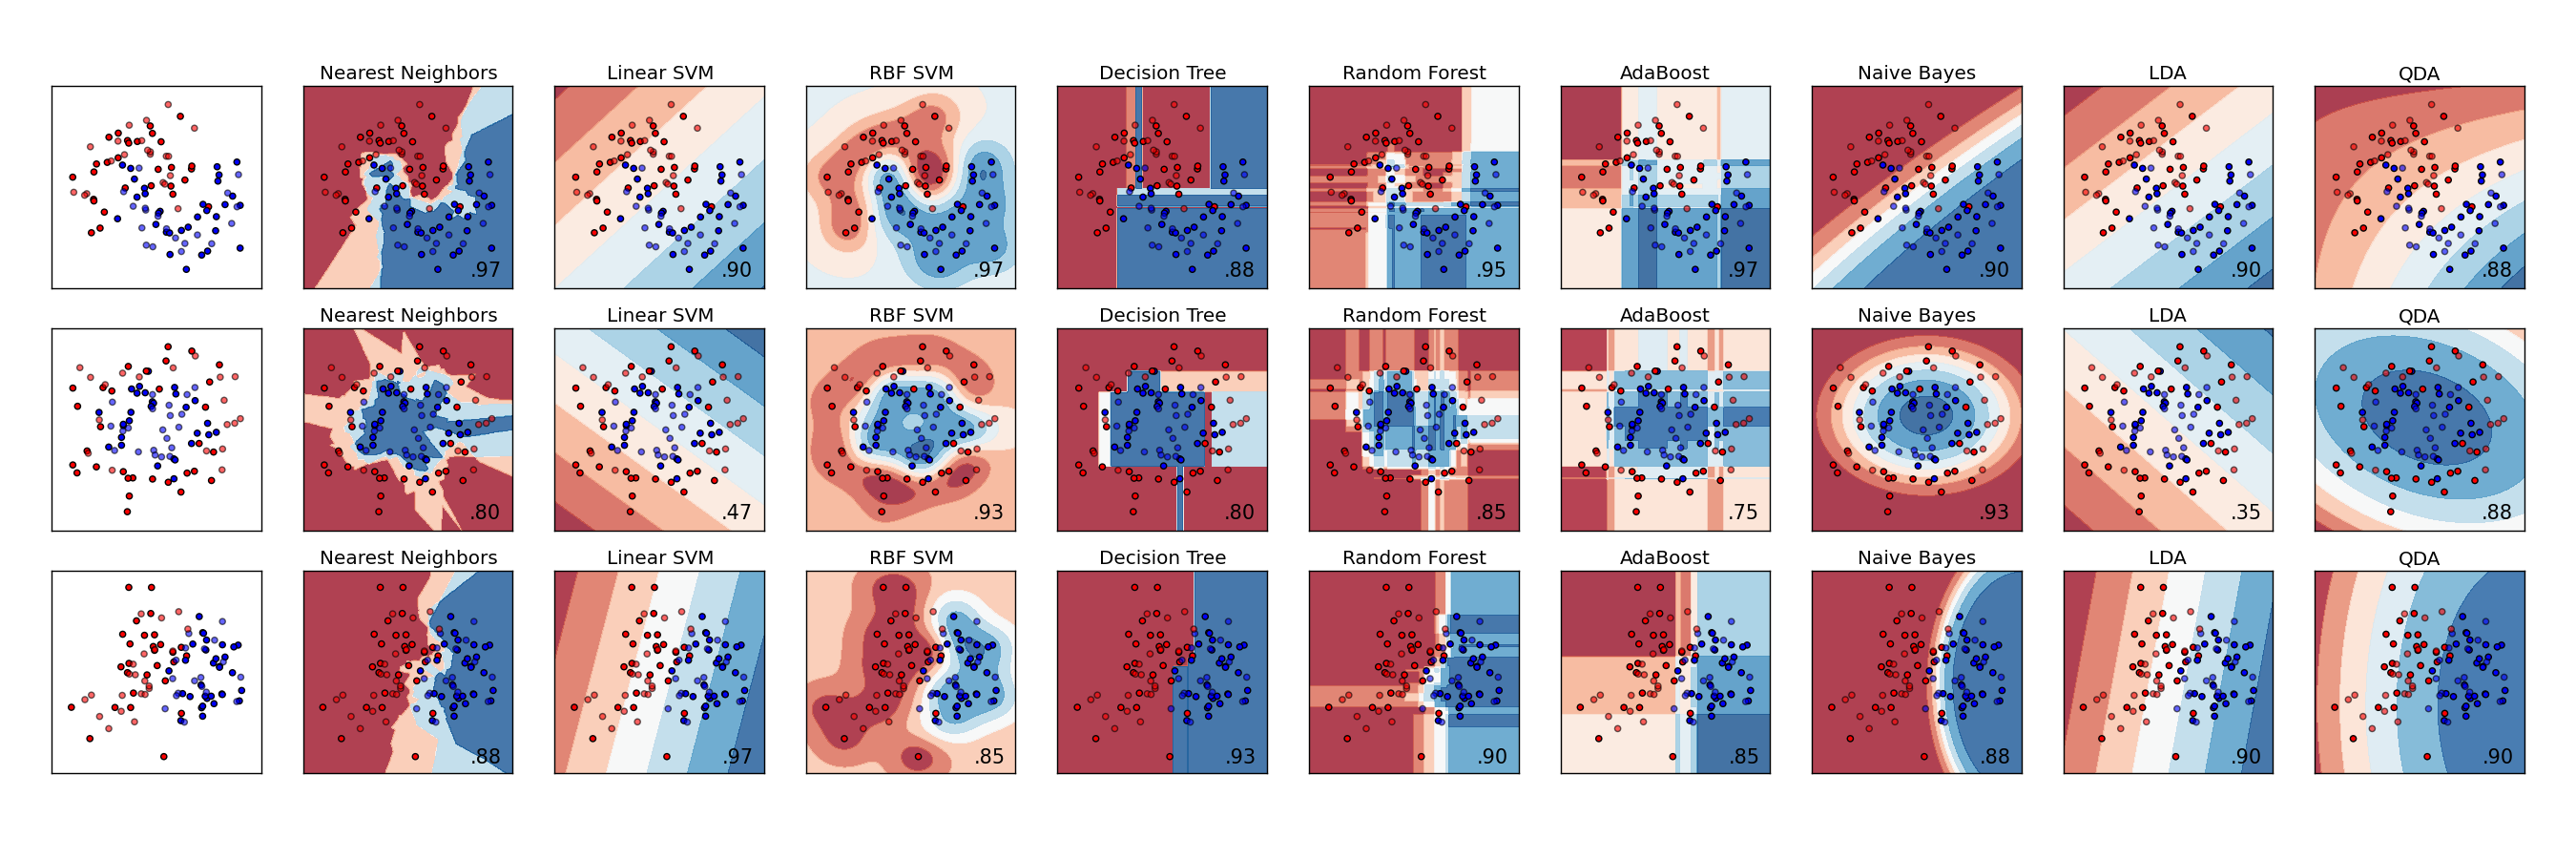 Nearest Neighbors Linear SVM RBF SVM Decision Tree Random Forest AdaBoost Naive Bayes LDA QDA
.97 .90 .97 .88 .95 .97 .90 .90 .88
Nearest Neighbors Linear SVM RBF SVM Decision Tree Random Forest AdaBoost Naive Bayes LDA QDA
.80 .47 .93 .80 .85 .75 .93 .35 .88
Nearest Neighbors Linear SVM RBF SVM Decision Tree Random Forest AdaBoost Naive Bayes LDA QDA
.88 .97 .85 .93 .90 .85 .88 .90 .90